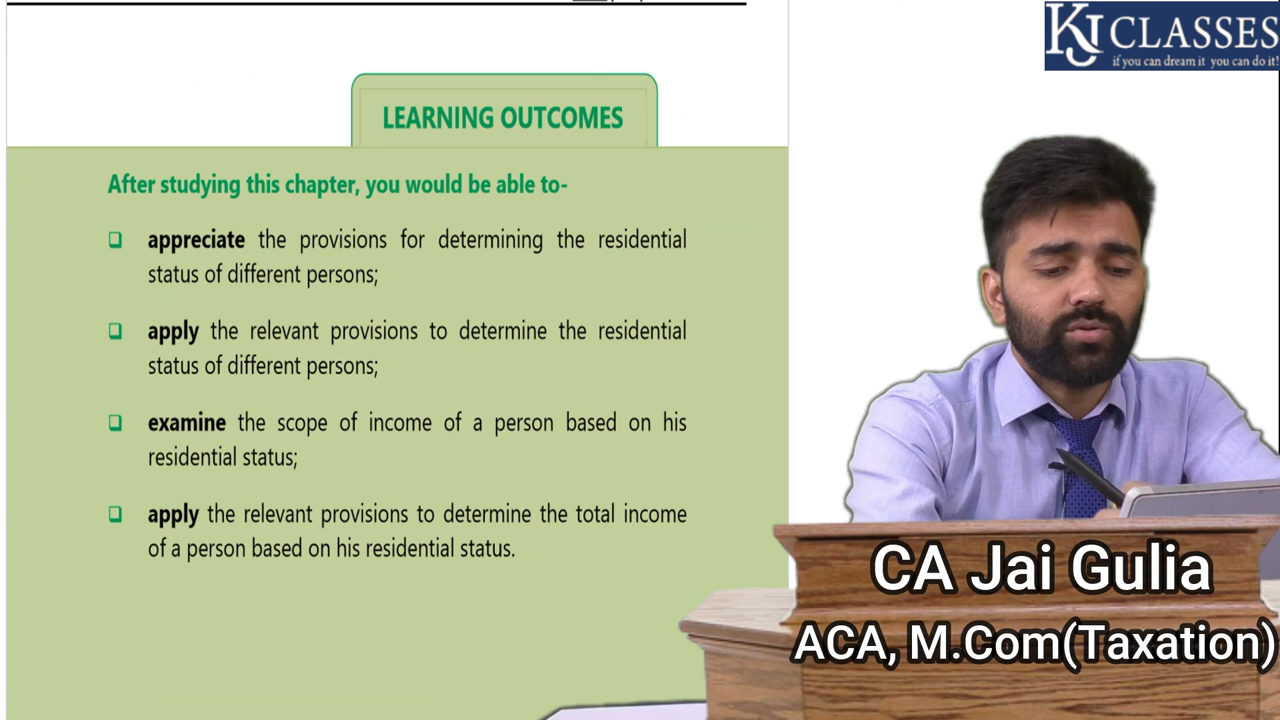 KJ CLASSES
if you can dream it you can do it!
LEARNING OUTCOMES
After studying this chapter, you would be able to-
❑ appreciate the provisions for determining the residential
status of different persons;
❑ apply the relevant provisions to determine the residential
status of different persons;
❑ examine the scope of income of a person based on his
residential status;
❑ apply the relevant provisions to determine the total income
of a person based on his residential status.
CA Jai Gulia
ACA, M.Com(Taxation)